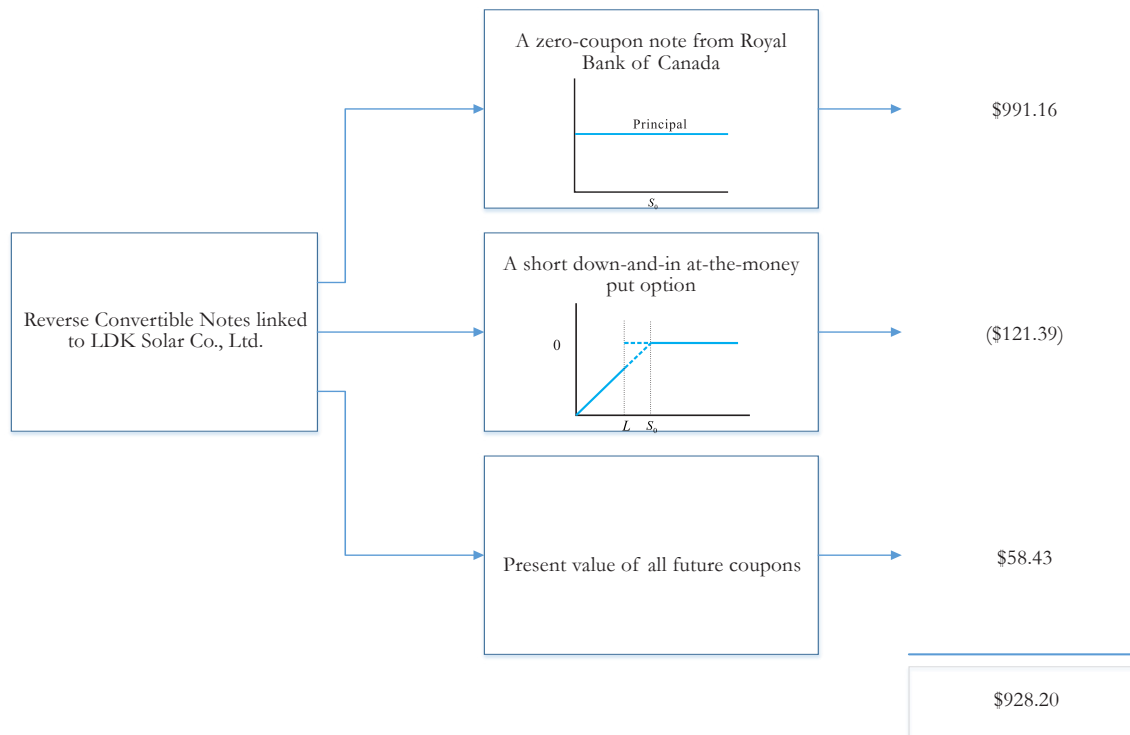 A zero-coupon note from Royal
Bank of Canada
Principal
S₀
$991.16
Reverse Convertible Notes linked
to LDK Solar Co., Ltd.
A short down-and-in at-the-money
put option
0
L S₀
($121.39)
Present value of all future coupons
$58.43
$928.20